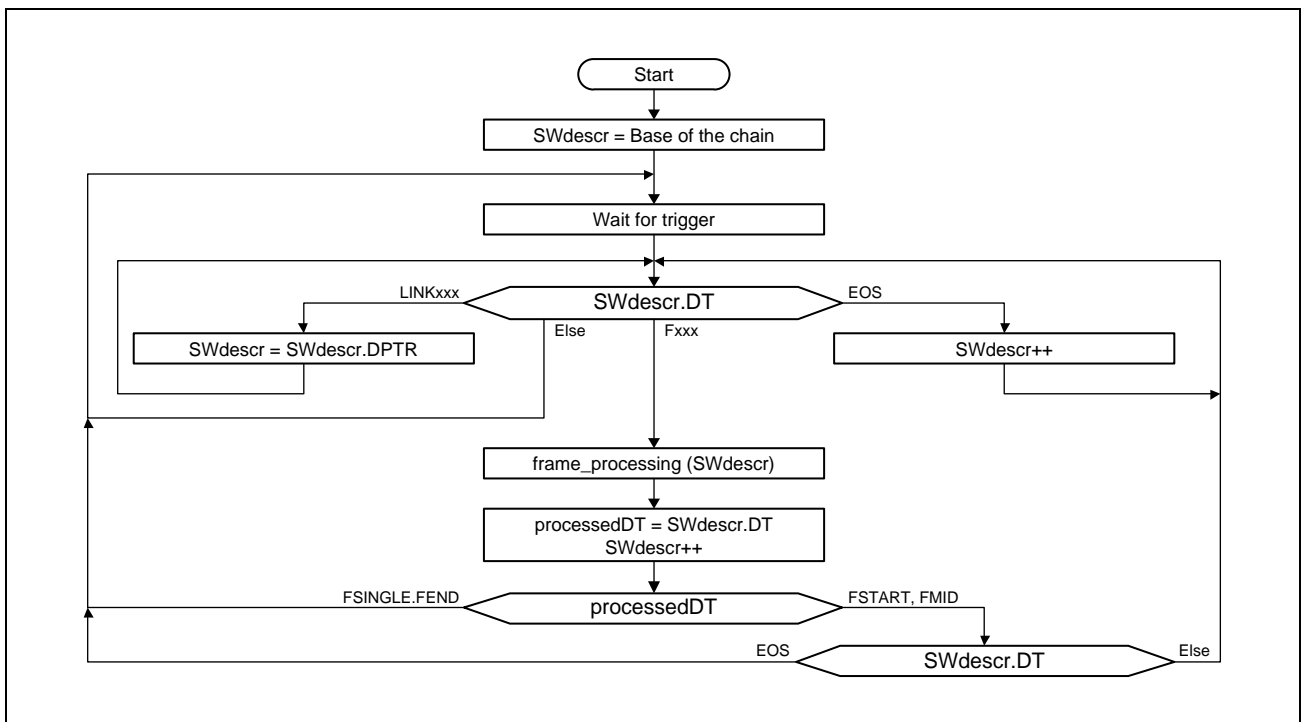 Start
SWdescr = Base of the chain
Wait for trigger
LINKxxx
SWdescr.DT
EOS
Else
Fxxx
SWdescr = SWdescr.DPTR
SWdescr++
frame_processing (SWdescr)
processedDT = SWdescr.DT
SWdescr++
FSINGLE.FEND
processedDT
FSTART, FMID
EOS
SWdescr.DT
Else